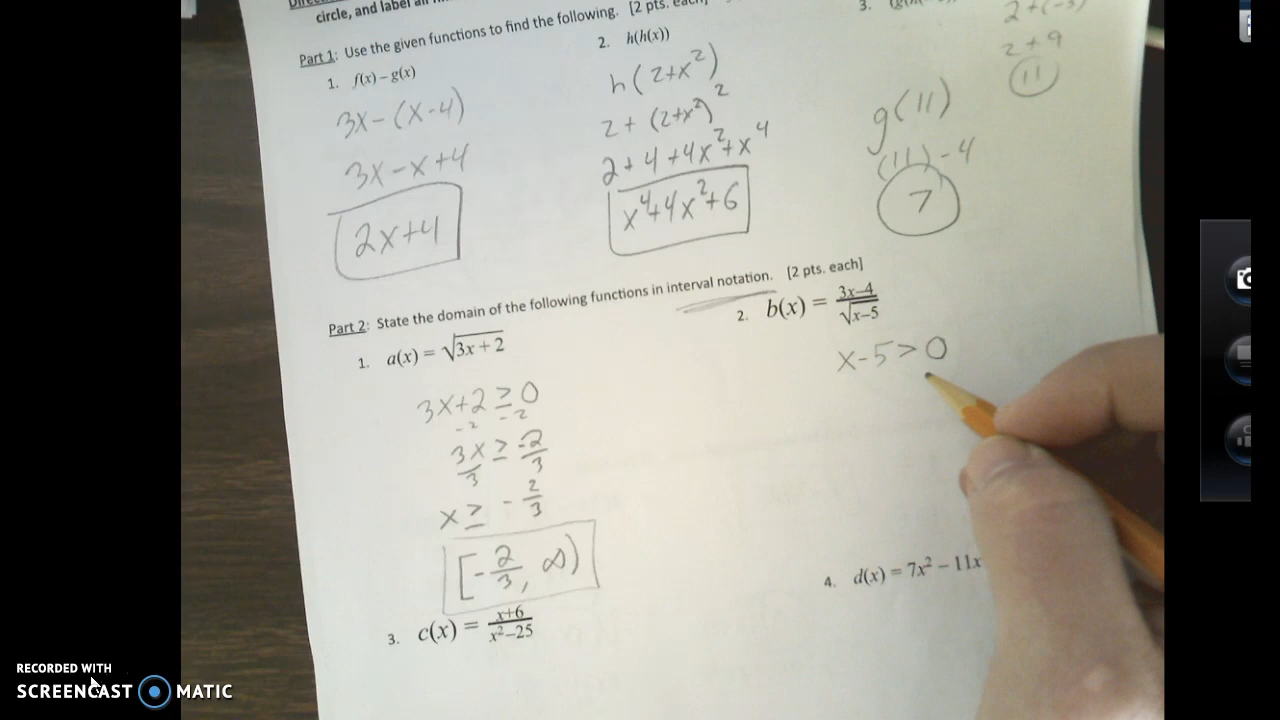 circle, and label all
3.
2 + (-3)
Part 1: Use the given functions to find the following. [2 pts. each]
2 + 9
11
1. f(x) – g(x)
3x - (x-4)
3x - x + 4
2x+4
2. h(h(x))
h(2+x²)
2 + (2+x²)²
2 + 4 + 4x² + x⁴
x⁴+4x²+6
g(11)
(11) - 4
7
Part 2: State the domain of the following functions in interval notation. [2 pts. each]
1. a(x) = √3x + 2
3x+2 ≥ 0
-2 -2
3x ≥ -2
3 3
x ≥ - 2/3
[-2/3, ∞)
2. b(x) = 3x–4/√x–5
x-5 > 0
3. c(x) = x+6/x²–25
4. d(x) = 7x² – 11x
RECORDED WITH
SCREENCAST MATIC